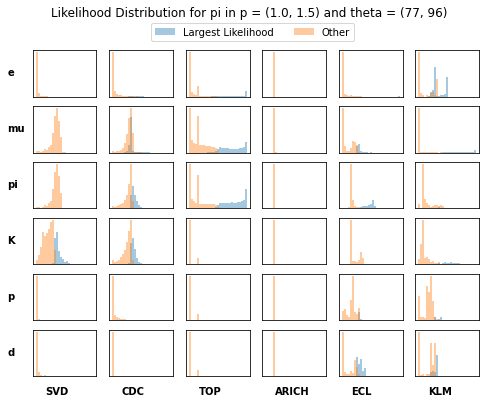 Likelihood Distribution for pi in p = (1.0, 1.5) and theta = (77, 96)
Largest Likelihood Other
e
mu
pi
K
p
d
SVD CDC TOP ARICH ECL KLM